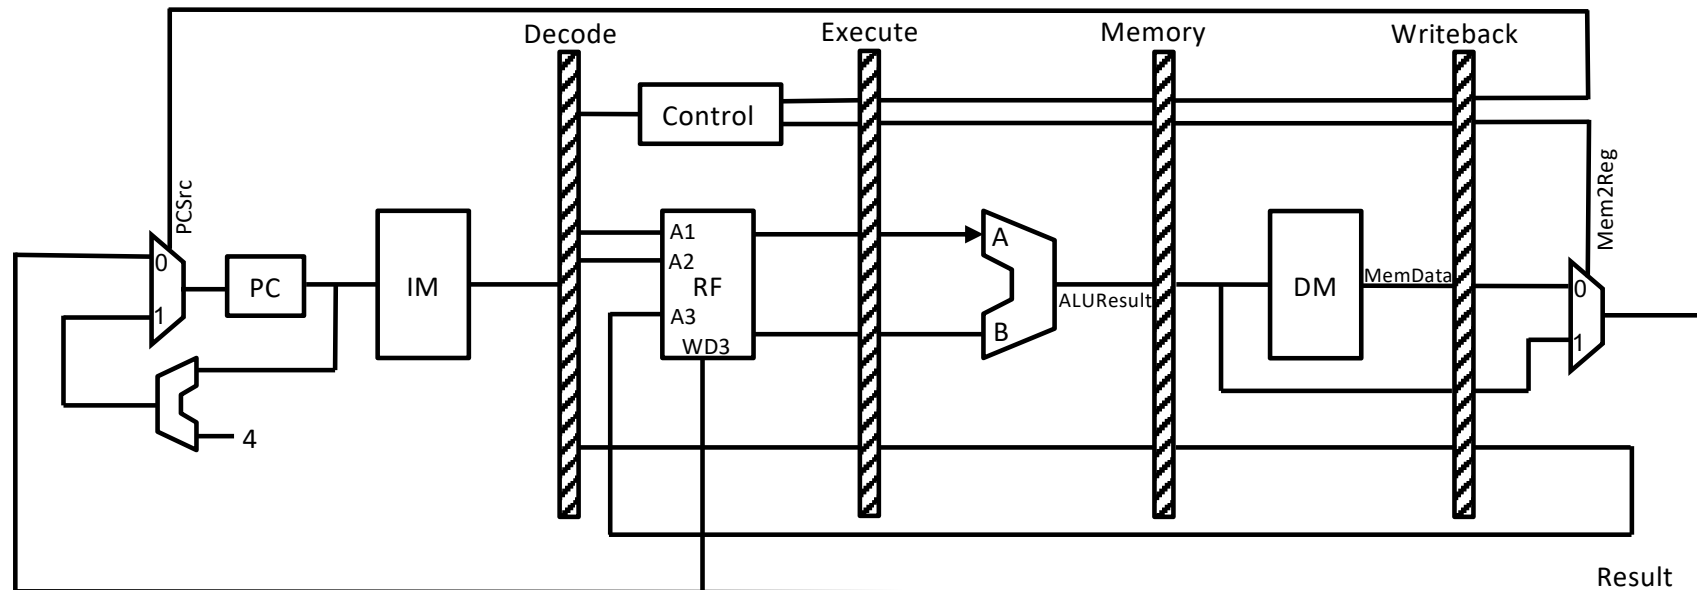 Decode
Execute
Memory
Writeback
Control
PCSrc
Mem2Reg
A1
A2
RF
A3
WD3
A
B
0
1
PC
IM
ALUResult
DM
MemData
0
1
4
Result